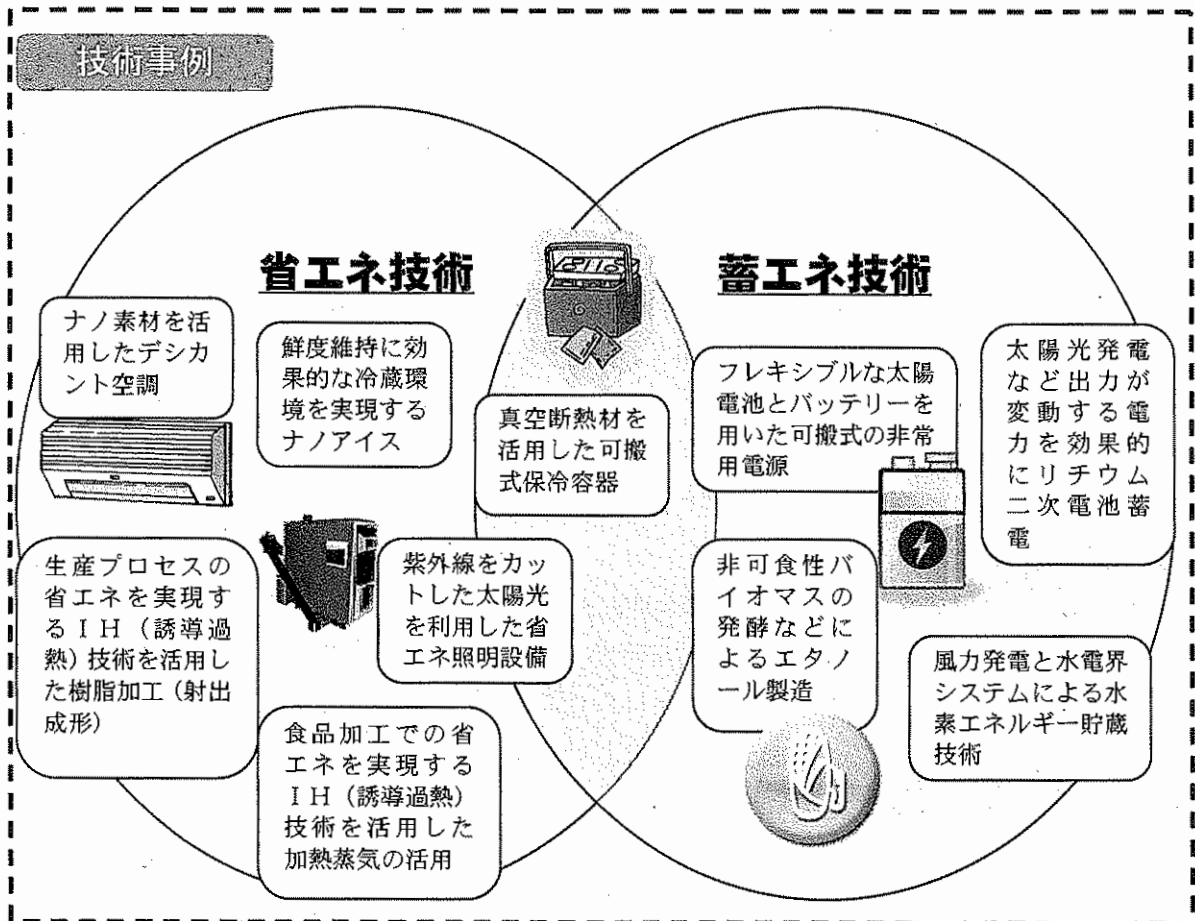 技術事例
省エネ技術
蓄エネ技術
ナノ素材を活
用したデシカ
ント空調
鮮度維持に効
果的な冷蔵環
境を実現する
ナノアイス
真空断熱材を
活用した可搬
式保冷容器
フレキシブルな太陽
電池とバッテリーを
用いた可搬式の非常
用電源
太陽光発電
など出力が
変動する電
力を効果的
にリチウム
二次電池蓄
電
生産プロセスの
省エネを実現す
るIH（誘導過
熱）技術を活用し
た樹脂加工（射出
成形）
紫外線をカッ
トした太陽光
を利用した省
エネ照明設備
非可食性バ
イオマスの
発酵などに
よるエタノ
ール製造
風力発電と水電界
システムによる水
素エネルギー貯蔵
技術
食品加工での省
エネを実現する
IH（誘導過熱）
技術を活用した
加熱蒸気の活用